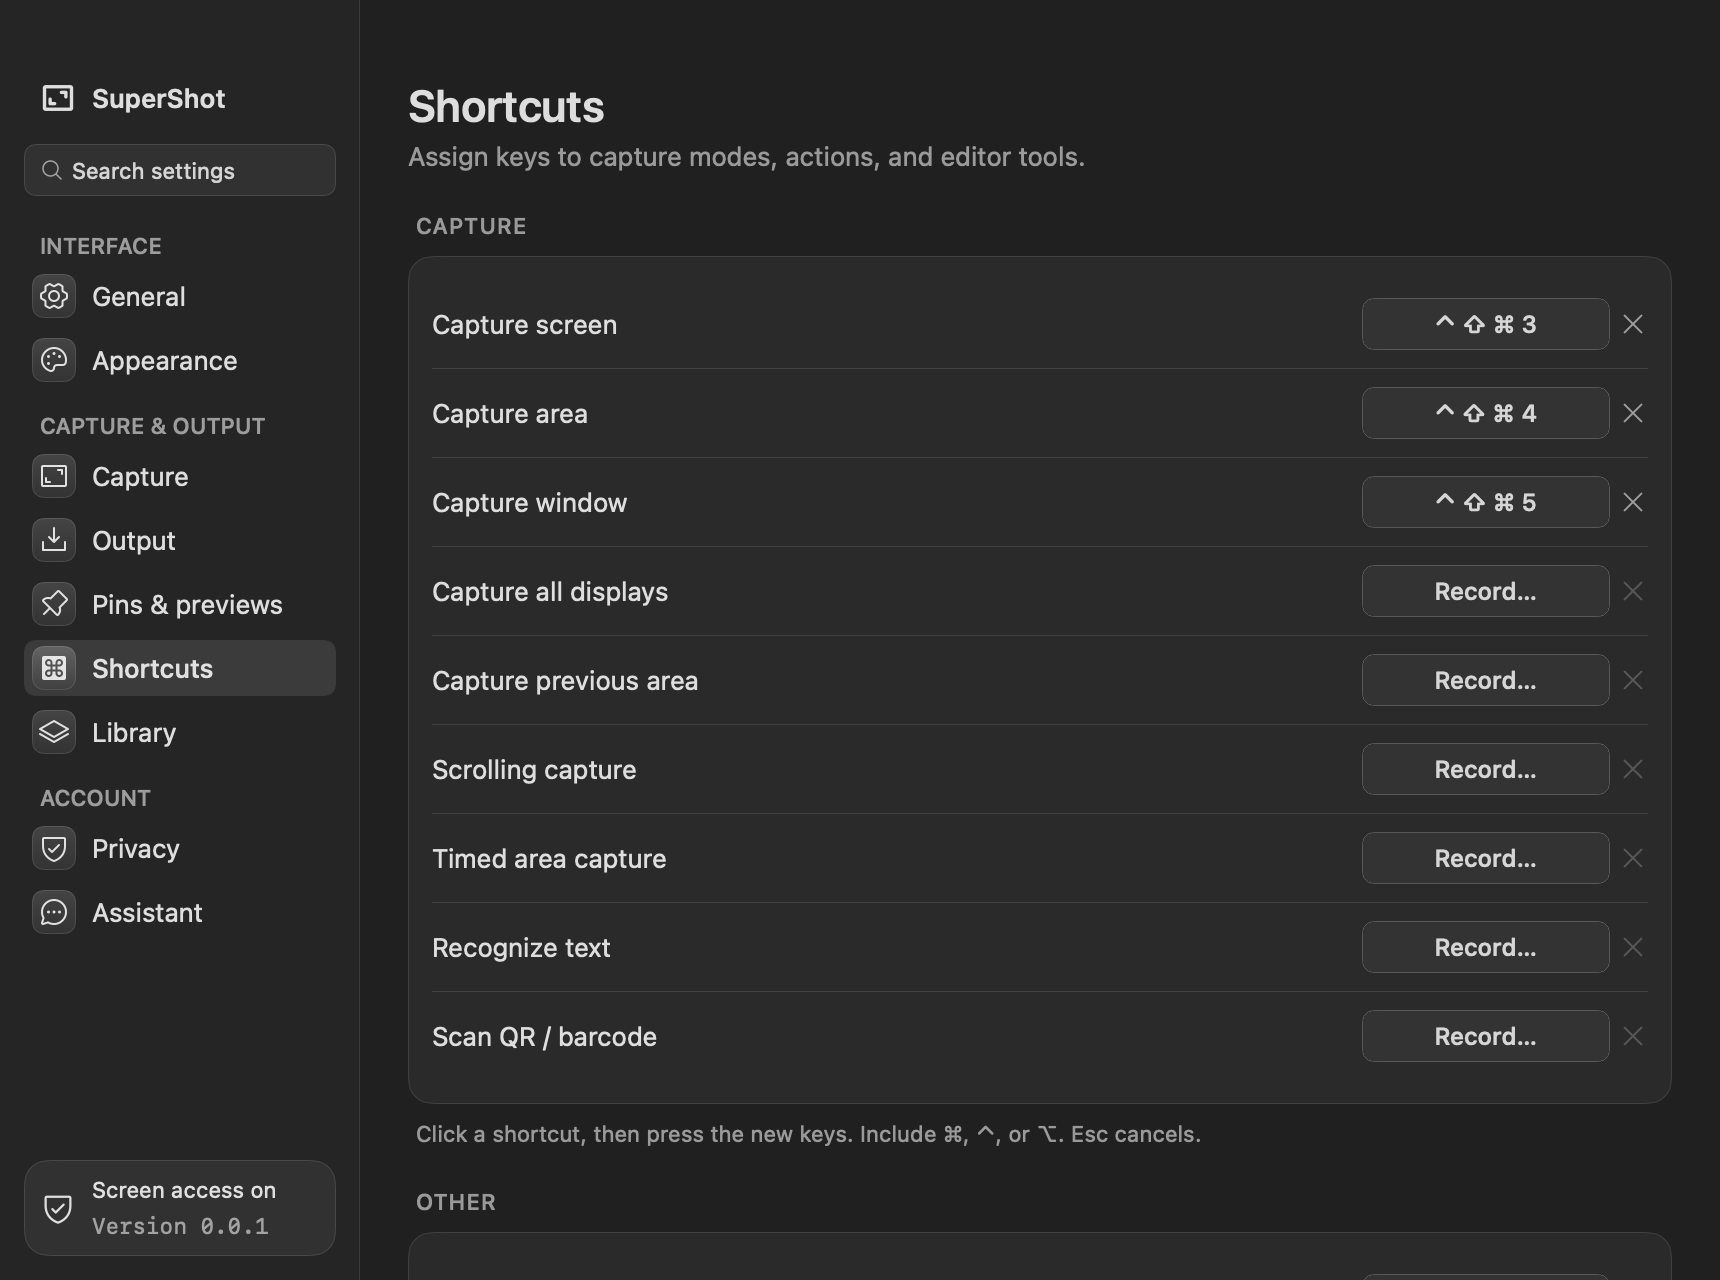 SuperShot
Search settings
INTERFACE
General
Appearance
CAPTURE & OUTPUT
Capture
Output
Pins & previews
Shortcuts
Library
ACCOUNT
Privacy
Assistant
Screen access on
Version 0.0.1
Shortcuts
Assign keys to capture modes, actions, and editor tools.
CAPTURE
Capture screen ⌃ ⇧ ⌘ 3
Capture area ⌃ ⇧ ⌘ 4
Capture window ⌃ ⇧ ⌘ 5
Capture all displays Record...
Capture previous area Record...
Scrolling capture Record...
Timed area capture Record...
Recognize text Record...
Scan QR / barcode Record...
Click a shortcut, then press the new keys. Include ⌘, ⌃, or ⌥. Esc cancels.
OTHER